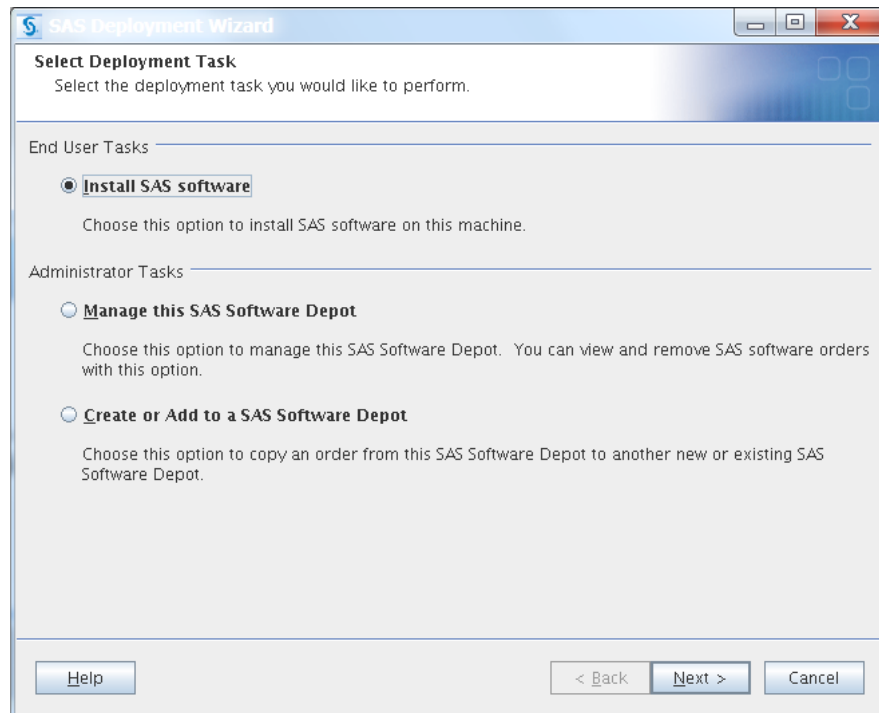 SAS Deployment Wizard
Select Deployment Task
Select the deployment task you would like to perform.
End User Tasks
Install SAS software
Choose this option to install SAS software on this machine.
Administrator Tasks
Manage this SAS Software Depot
Choose this option to manage this SAS Software Depot. You can view and remove SAS software orders
with this option.
Create or Add to a SAS Software Depot
Choose this option to copy an order from this SAS Software Depot to another new or existing SAS
Software Depot.
Help
< Back
Next >
Cancel